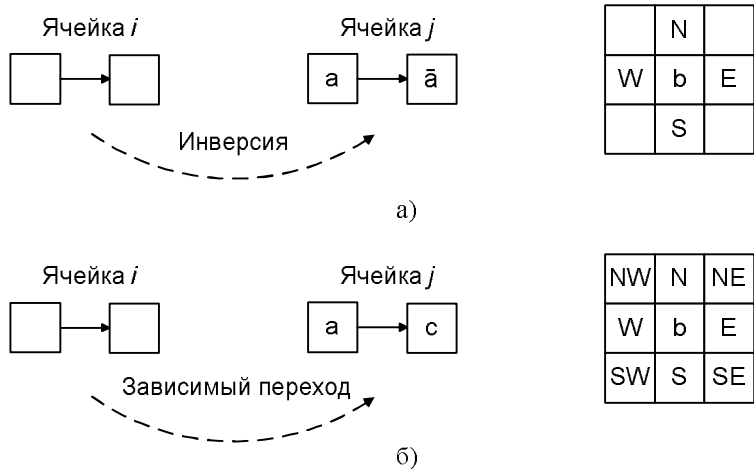 Ячейка i Ячейка j
N
a ā W b E
S
Инверсия
а)
Ячейка i Ячейка j
NW N NE
a c W b E
SW S SE
Зависимый переход
б)